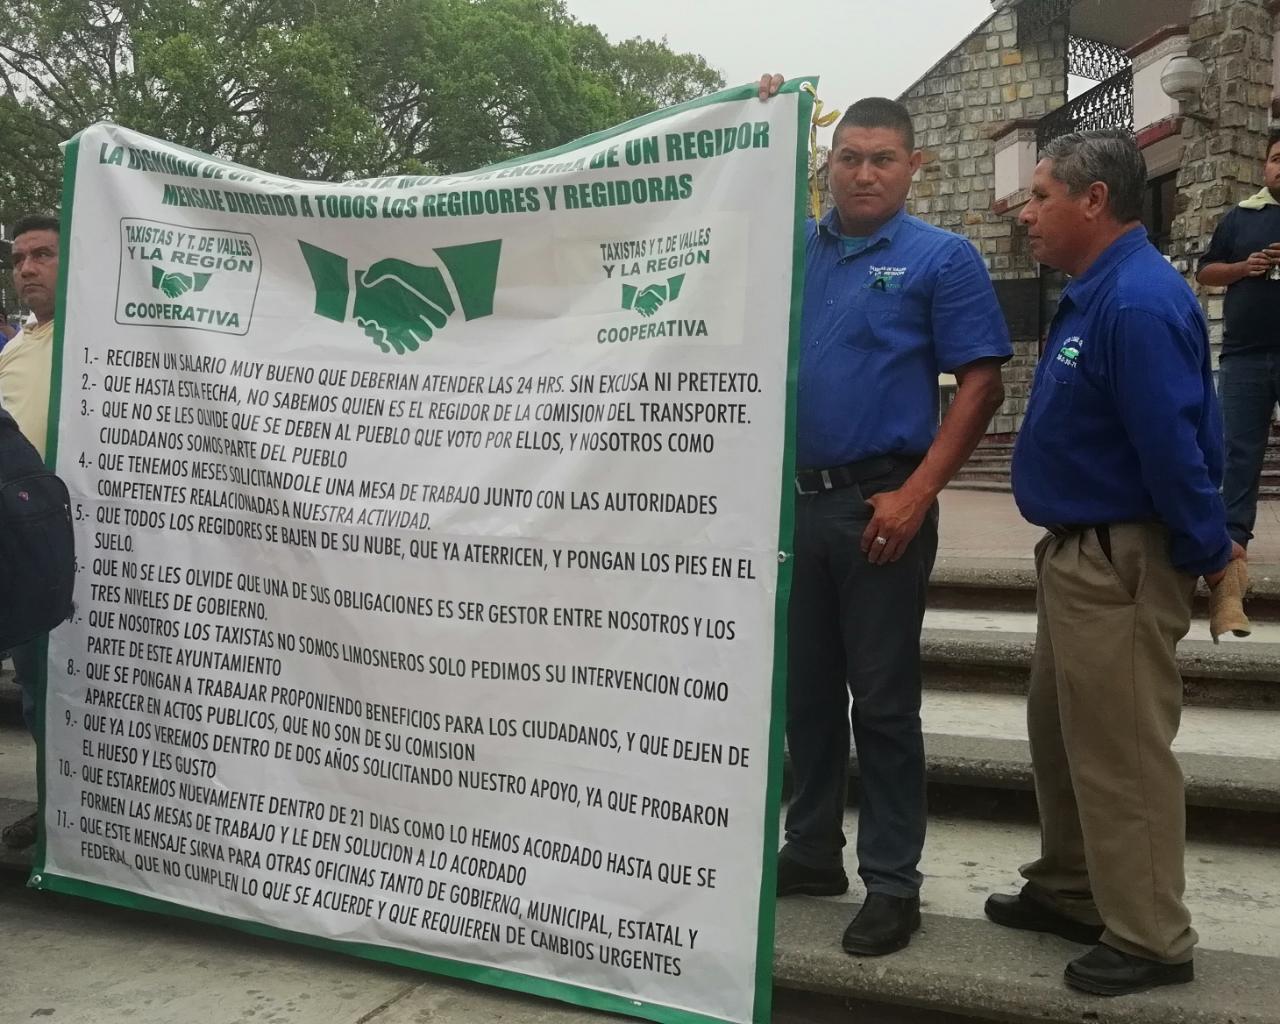 LA DIGNIDAD DE UN ENCIMA DE UN REGIDOR
MENSAJE DIRIGIDO A TODOS LOS REGIDORES Y REGIDORAS
TAXISTAS Y T. DE VALLES
Y LA REGIÓN
COOPERATIVA
TAXISTAS Y T. DE VALLES
Y LA REGIÓN
COOPERATIVA
1.- RECIBEN UN SALARIO MUY BUENO QUE DEBERIAN ATENDER LAS 24 HRS. SIN EXCUSA NI PRETEXTO.
2.- QUE HASTA ESTA FECHA, NO SABEMOS QUIEN ES EL REGIDOR DE LA COMISION DEL TRANSPORTE.
3.- QUE NO SE LES OLVIDE QUE SE DEBEN AL PUEBLO QUE VOTO POR ELLOS, Y NOSOTROS COMO
CIUDADANOS SOMOS PARTE DEL PUEBLO
4.- QUE TENEMOS MESES SOLICITANDOLE UNA MESA DE TRABAJO JUNTO CON LAS AUTORIDADES
COMPETENTES REALACIONADAS A NUESTRA ACTIVIDAD.
5.- QUE TODOS LOS REGIDORES SE BAJEN DE SU NUBE, QUE YA ATERRICEN, Y PONGAN LOS PIES EN EL
SUELO.
.- QUE NO SE LES OLVIDE QUE UNA DE SUS OBLIGACIONES ES SER GESTOR ENTRE NOSOTROS Y LOS
TRES NIVELES DE GOBIERNO.
.- QUE NOSOTROS LOS TAXISTAS NO SOMOS LIMOSNEROS SOLO PEDIMOS SU INTERVENCION COMO
PARTE DE ESTE AYUNTAMIENTO
8.- QUE SE PONGAN A TRABAJAR PROPONIENDO BENEFICIOS PARA LOS CIUDADANOS, Y QUE DEJEN DE
APARECER EN ACTOS PUBLICOS, QUE NO SON DE SU COMISION
9.- QUE YA LOS VEREMOS DENTRO DE DOS AÑOS SOLICITANDO NUESTRO APOYO, YA QUE PROBARON
EL HUESO Y LES GUSTO
10.- QUE ESTAREMOS NUEVAMENTE DENTRO DE 21 DIAS COMO LO HEMOS ACORDADO HASTA QUE SE
FORMEN LAS MESAS DE TRABAJO Y LE DEN SOLUCION A LO ACORDADO
11.- QUE ESTE MENSAJE SIRVA PARA OTRAS OFICINAS TANTO DE GOBIERNO, MUNICIPAL, ESTATAL Y
FEDERAL, QUE NO CUMPLEN LO QUE SE ACUERDE Y QUE REQUIEREN DE CAMBIOS URGENTES